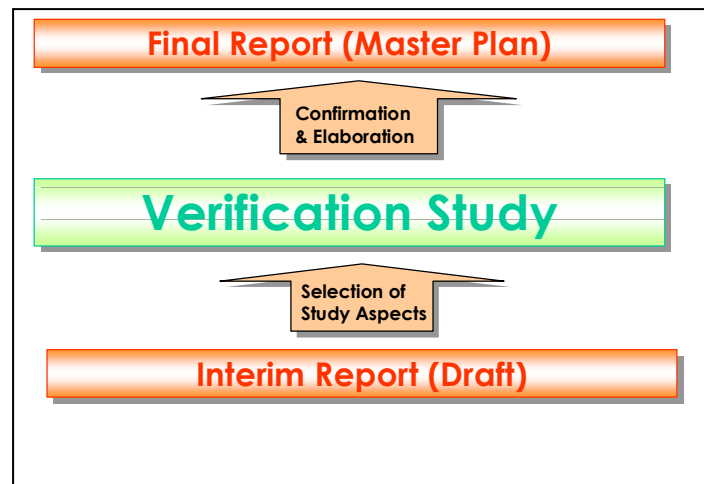 Final Report (Master Plan)
Confirmation
& Elaboration
Verification Study
Selection of
Study Aspects
Interim Report (Draft)